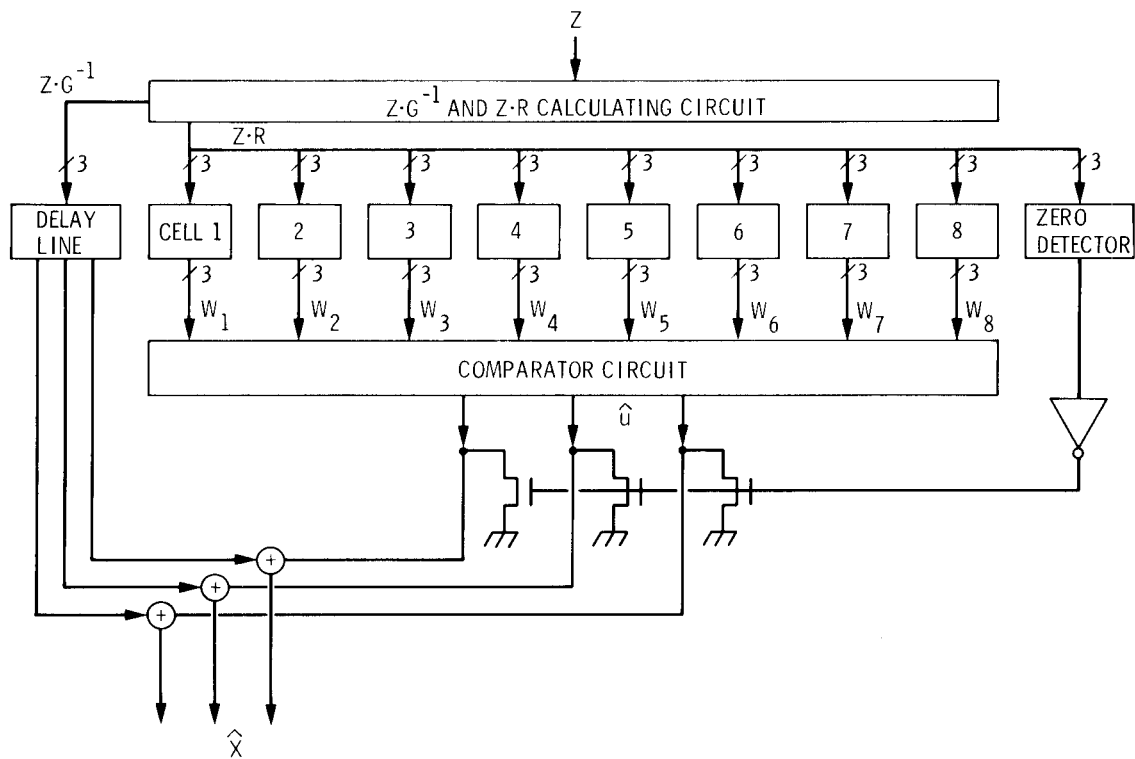 Z
Z·G⁻¹
Z·G⁻¹ AND Z·R CALCULATING CIRCUIT
Z·R
3 3 3 3 3 3 3 3 3 3
DELAY LINE
CELL 1
2
3
4
5
6
7
8
ZERO DETECTOR
3 3 3 3 3 3 3 3
W₁ W₂ W₃ W₄ W₅ W₆ W₇ W₈
COMPARATOR CIRCUIT
û
+
+
+
X̂